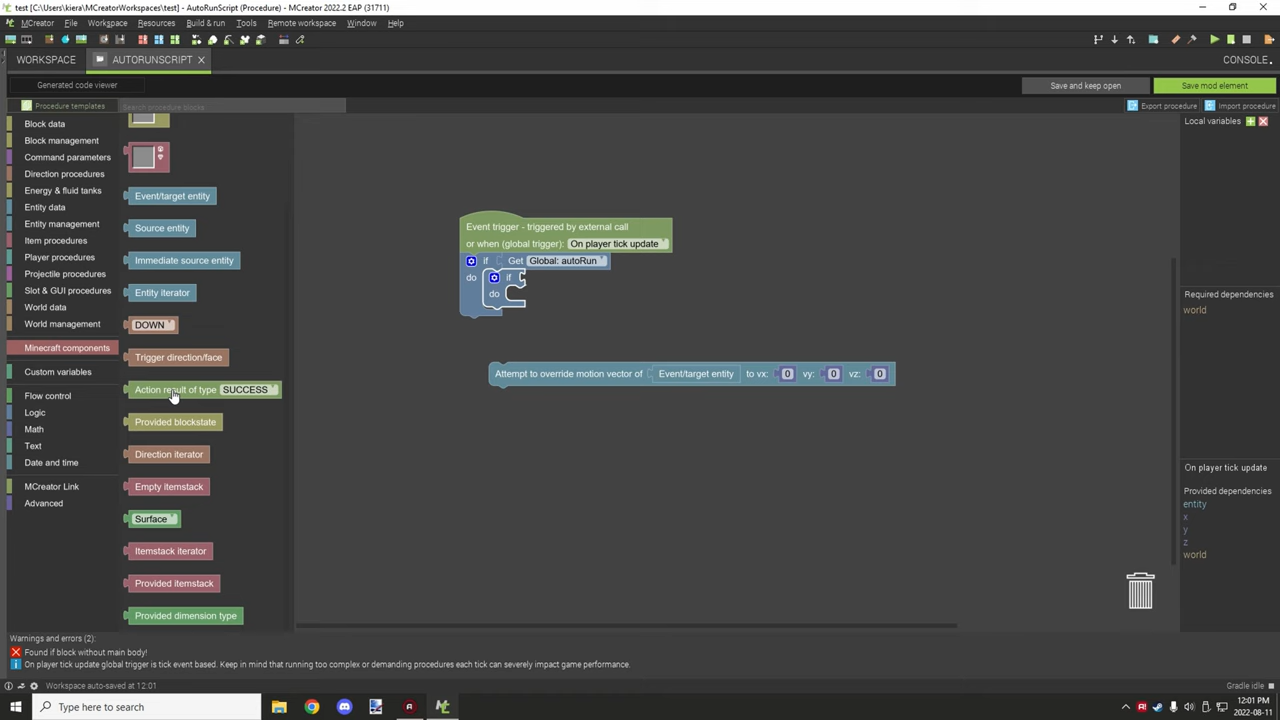 test [C:\Users\kiera\MCreatorWorkspaces\test] - AutoRunScript (Procedure) - MCreator 2022.2 EAP (31711)
MCreator File Workspace Resources Build & run Tools Remote workspace Window Help
WORKSPACE AUTORUNSCRIPT CONSOLE
Generated code viewer Save and keep open Save mod element
Procedure templates Search procedure blocks Export procedure Import procedure
Local variables
Block data
Block management
Command parameters
Direction procedures
Energy & fluid tanks
Entity data
Entity management
Item procedures
Player procedures
Projectile procedures
Slot & GUI procedures
World data
World management
Minecraft components
Custom variables
Flow control
Logic
Math
Text
Date and time
MCreator Link
Advanced
Event/target entity
Source entity
Immediate source entity
Entity iterator
DOWN
Trigger direction/face
Action result of type SUCCESS
Provided blockstate
Direction iterator
Empty itemstack
Surface
Itemstack iterator
Provided itemstack
Provided dimension type
Event trigger - triggered by external call
or when (global trigger): On player tick update
if Get Global: autoRun
do if
do
Attempt to override motion vector of Event/target entity to vx: 0 vy: 0 vz: 0
Required dependencies
world
On player tick update
Provided dependencies
entity
x
y
z
world
Warnings and errors (2):
Found if block without main body!
On player tick update global trigger is tick event based. Keep in mind that running too complex or demanding procedures each tick can severely impact game performance.
Workspace auto-saved at 12:01 Gradle idle
Type here to search
12:01 PM
2022-08-11